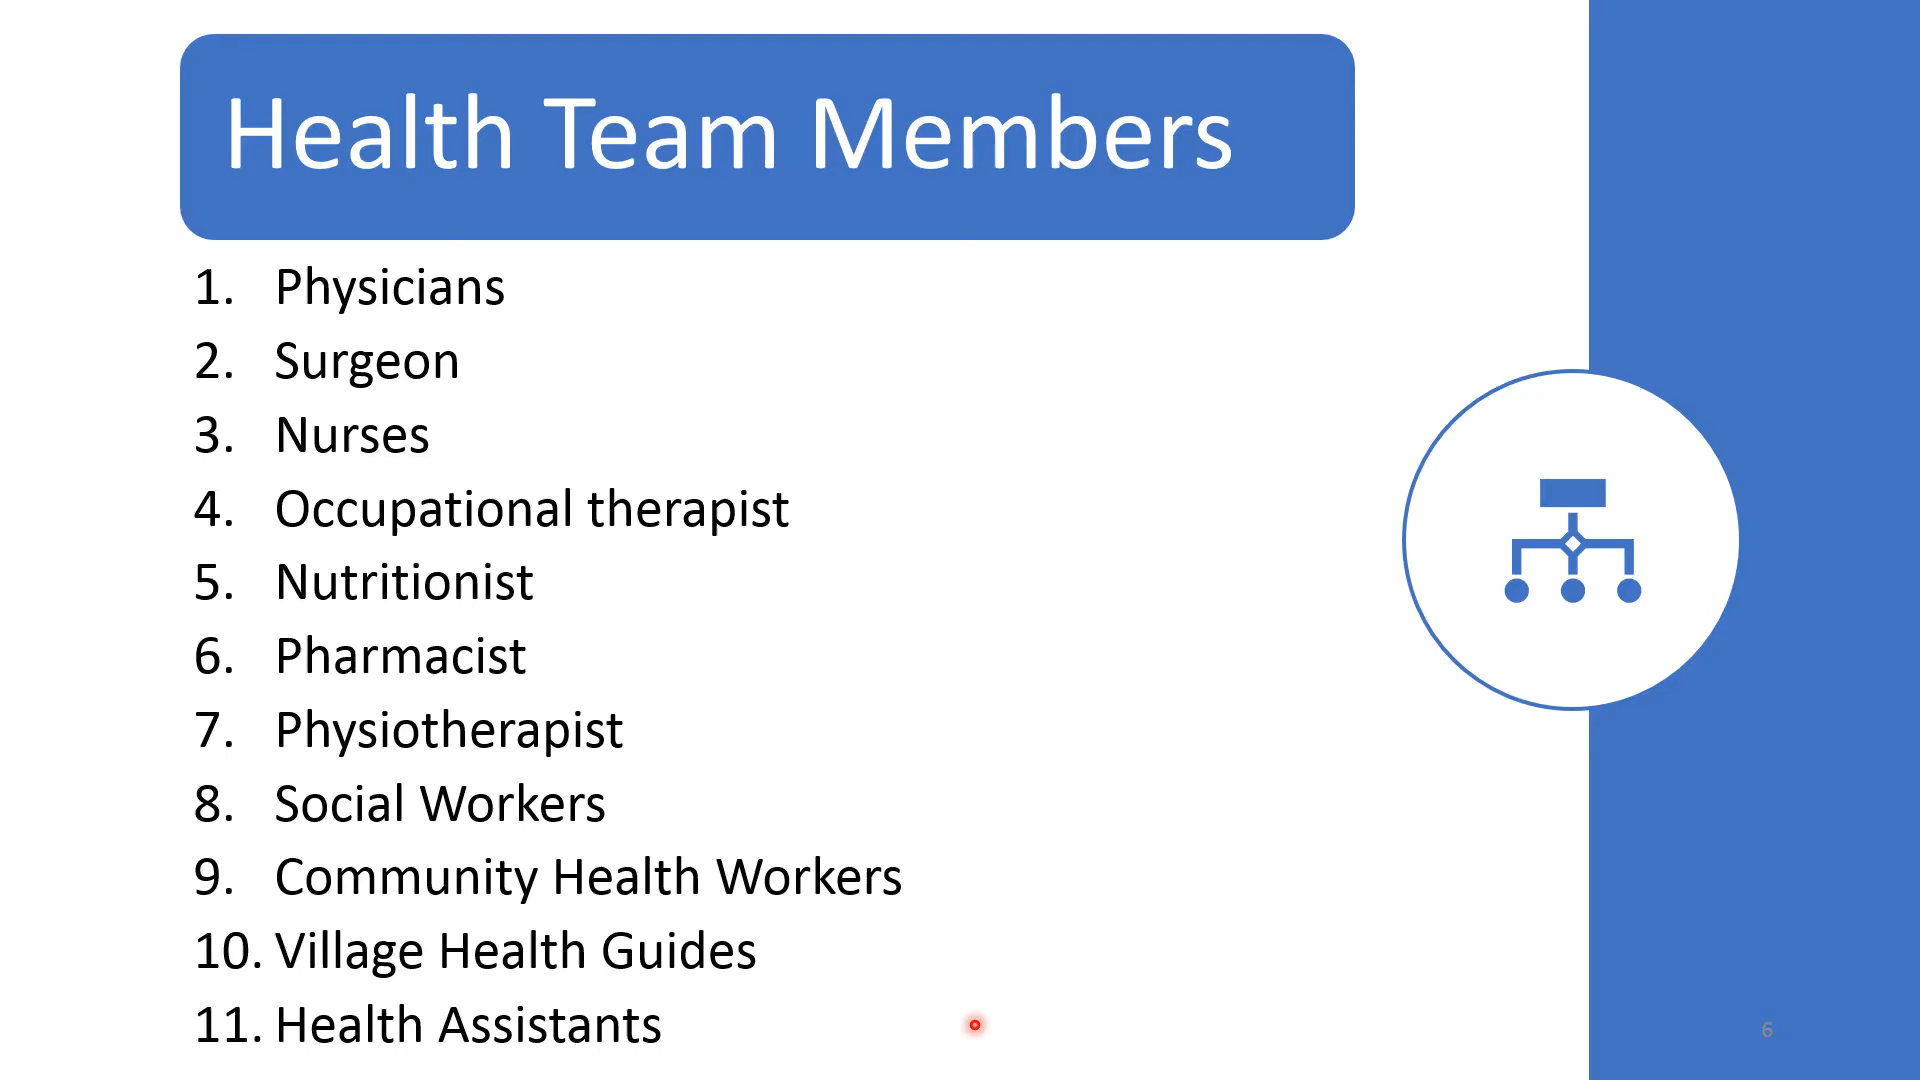 Health Team Members
1. Physicians
2. Surgeon
3. Nurses
4. Occupational therapist
5. Nutritionist
6. Pharmacist
7. Physiotherapist
8. Social Workers
9. Community Health Workers
10. Village Health Guides
11. Health Assistants
6